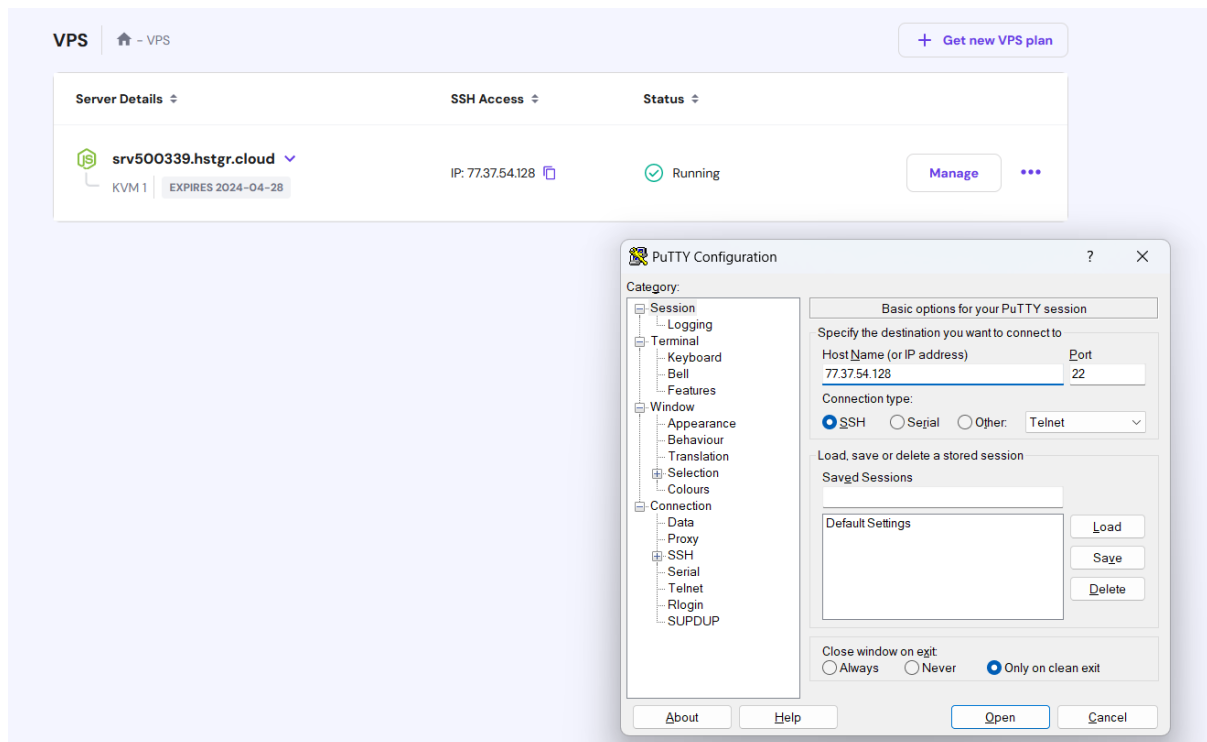 VPS
- VPS
+ Get new VPS plan
Server Details
SSH Access
Status
JS
srv500339.hstgr.cloud
KVM 1
EXPIRES 2024-04-28
IP: 77.37.54.128
Running
Manage
•••
PuTTY Configuration
?
Category:
Session
Logging
Terminal
Keyboard
Bell
Features
Window
Appearance
Behaviour
Translation
Selection
Colours
Connection
Data
Proxy
SSH
Serial
Telnet
Rlogin
SUPDUP
Basic options for your PuTTY session
Specify the destination you want to connect to
Host Name (or IP address)
Port
77.37.54.128
22
Connection type:
SSH
Serial
Other:
Telnet
Load, save or delete a stored session
Saved Sessions
Default Settings
Load
Save
Delete
Close window on exit:
Always
Never
Only on clean exit
About
Help
Open
Cancel